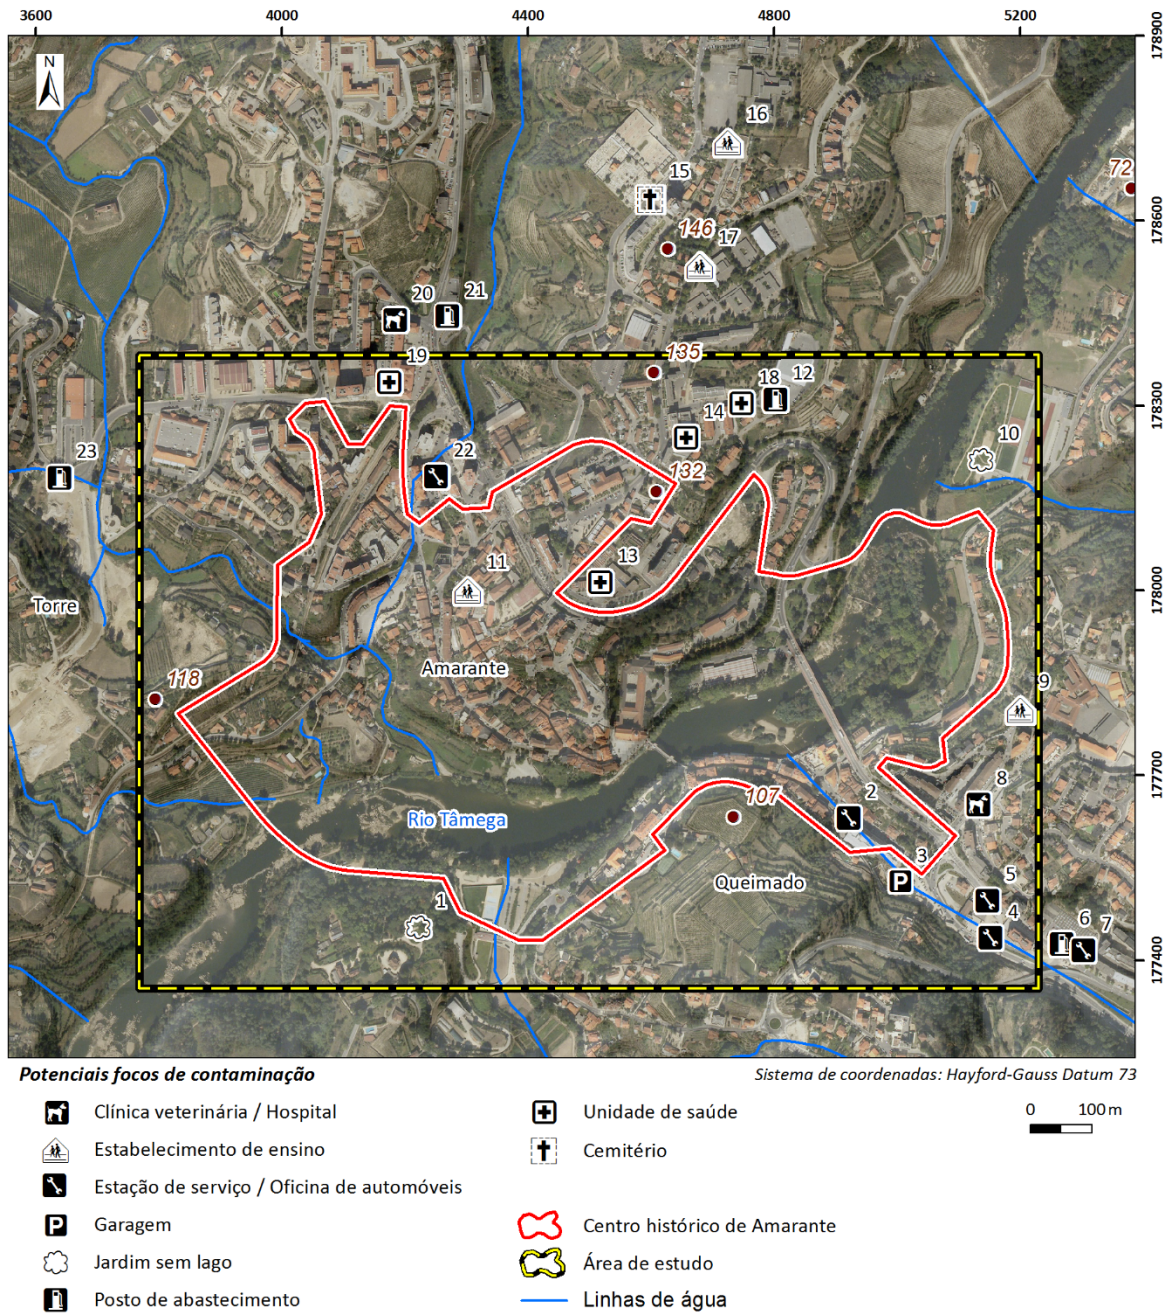 3600 4000 4400 4800 5200
178900
N
16
15
72
178600
146
17
20 21
19
135
12
18
178300
14
10
23
22
132
13
11
178000
Torre
Amarante
118
9
177700
8
107
2
Rio Tâmega
3
Queimado
5
1
4
6
7
177400
Potenciais focos de contaminação
Sistema de coordenadas: Hayford-Gauss Datum 73
Clínica veterinária / Hospital
Unidade de saúde
0 100 m
Estabelecimento de ensino
Cemitério
Estação de serviço / Oficina de automóveis
P Garagem
Centro histórico de Amarante
Jardim sem lago
Área de estudo
Posto de abastecimento
Linhas de água